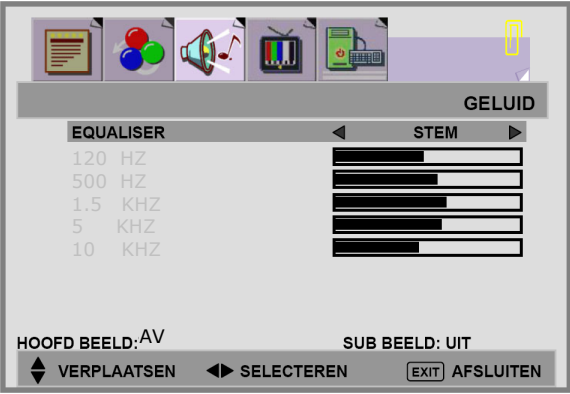 GELUID
EQUALISER STEM
120 HZ
500 HZ
1.5 KHZ
5 KHZ
10 KHZ
HOOFD BEELD: AV SUB BEELD: UIT
VERPLAATSEN SELECTEREN EXIT AFSLUITEN